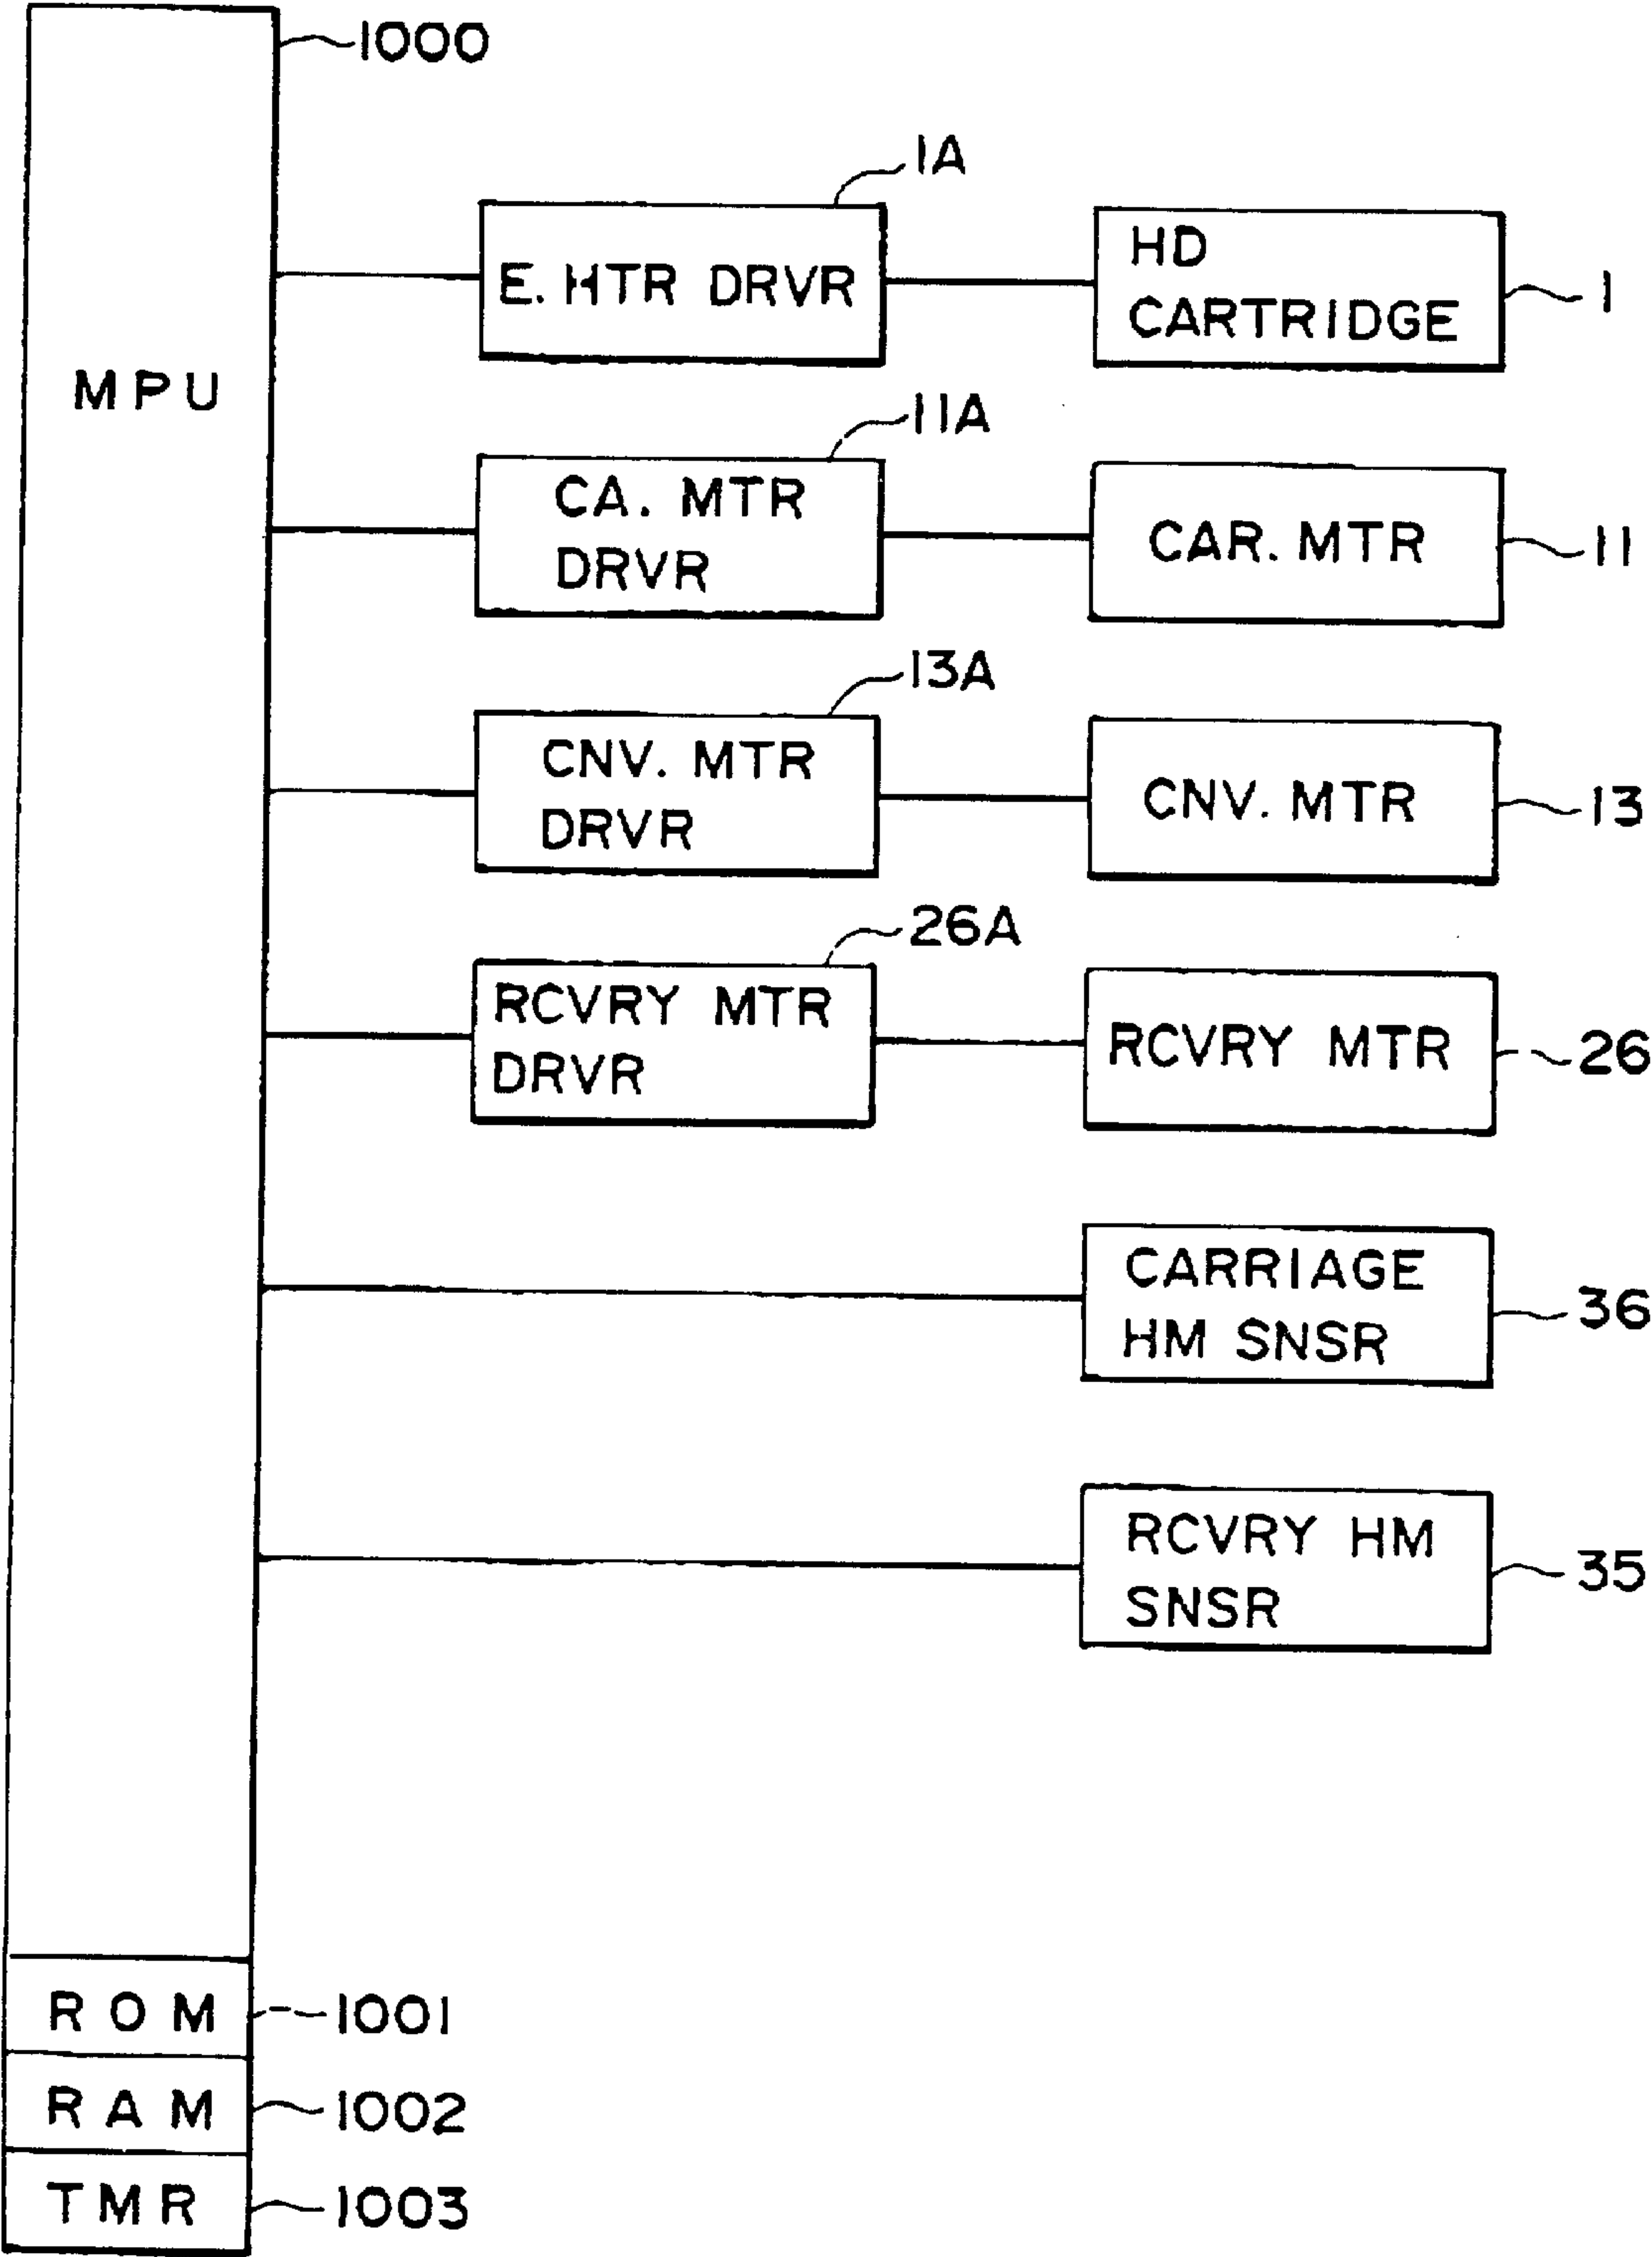 1000
MPU
1A
E. HTR DRVR
HD
CARTRIDGE
1
11A
CA. MTR
DRVR
CAR. MTR
11
13A
CNV. MTR
DRVR
CNV. MTR
13
26A
RCVRY MTR
DRVR
RCVRY MTR
26
CARRIAGE
HM SNSR
36
RCVRY HM
SNSR
35
ROM
1001
RAM
1002
TMR
1003